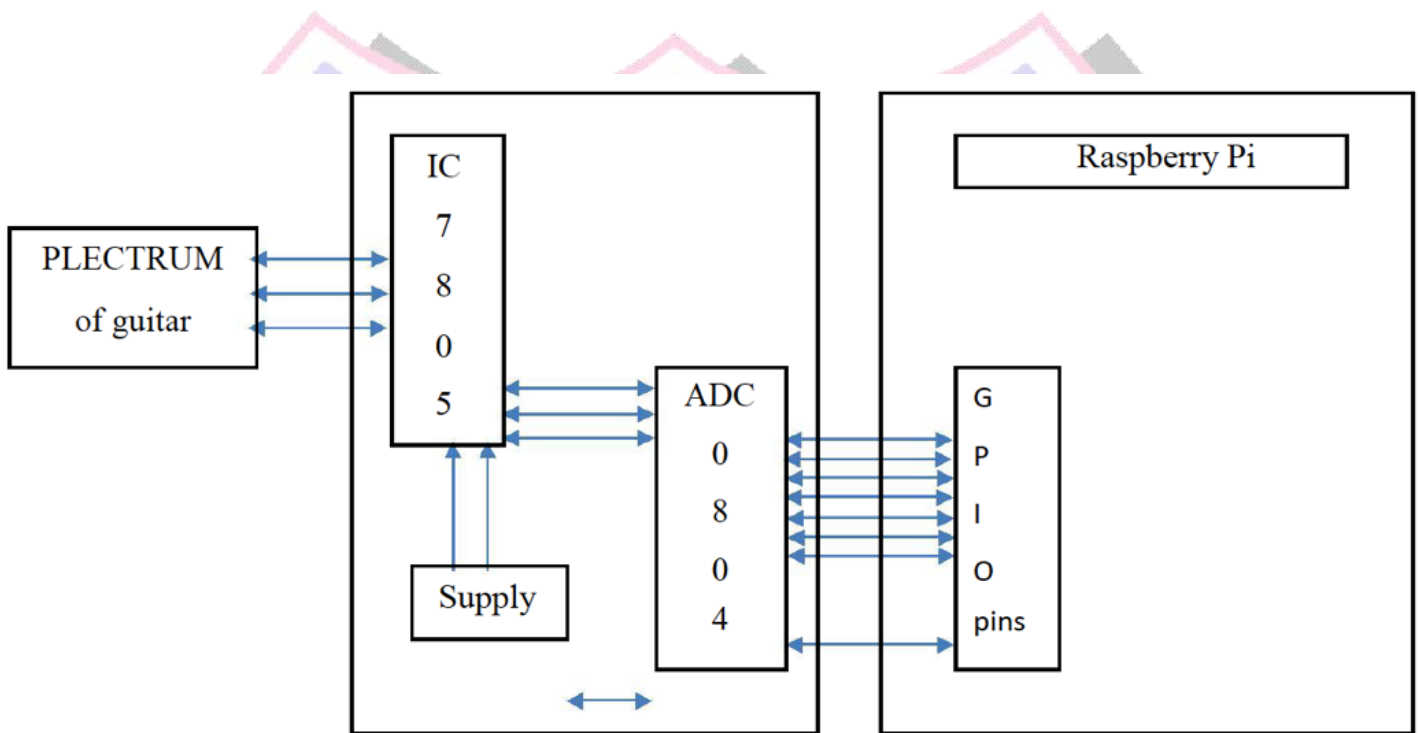 PLECTRUM
of guitar
IC
7
8
0
5
Supply
ADC
0
8
0
4
Raspberry Pi
G
P
I
O
pins